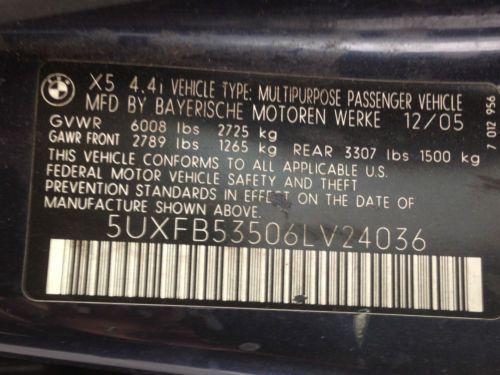 X5 4.4i VEHICLE TYPE: MULTIPURPOSE PASSENGER VEHICLE
MFD BY BAYERISCHE MOTOREN WERKE 12/05
GVWR 6008 lbs 2725 kg
GAWR FRONT 2789 lbs 1265 kg REAR 3307 lbs 1500 kg
THIS VEHICLE CONFORMS TO ALL APPLICABLE U.S.
FEDERAL MOTOR VEHICLE SAFETY AND THEFT
PREVENTION STANDARDS IN EFFECT ON THE DATE OF
MANUFACTURE SHOWN ABOVE.
5UXFB53506LV24036
7 012 956